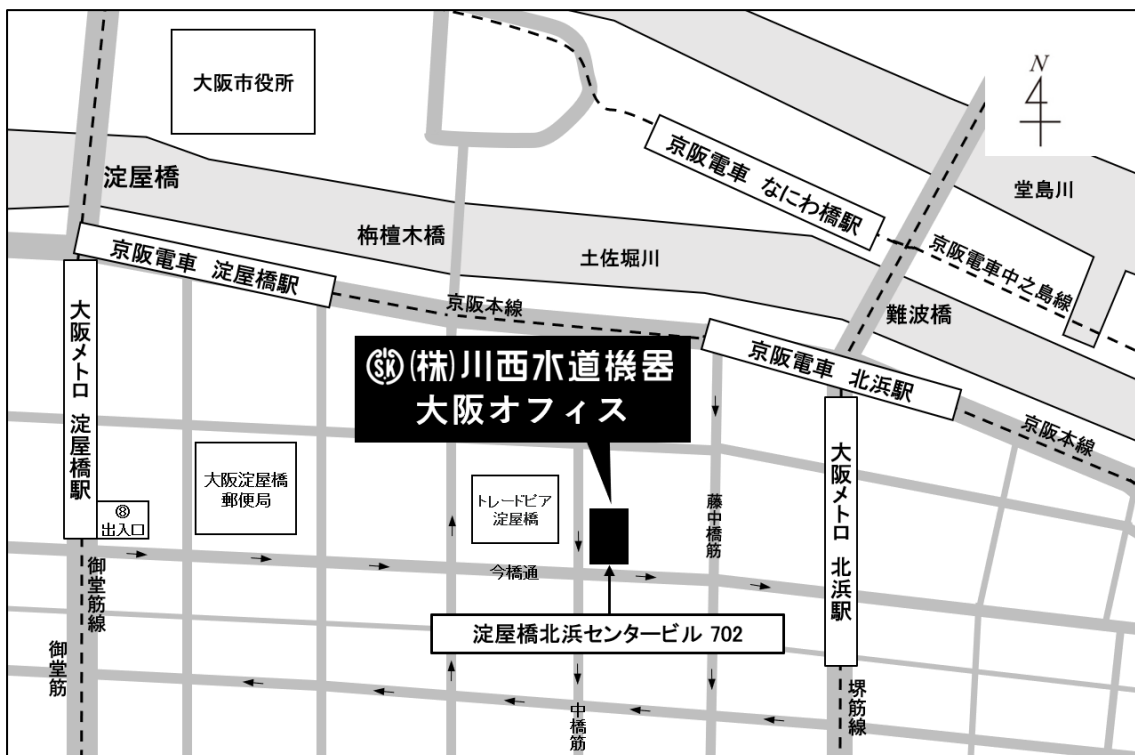 大阪市役所
N
淀屋橋
京阪電車 なにわ橋駅
堂島川
栴檀木橋
土佐堀川
京阪電車中之島線
京阪電車 淀屋橋駅
京阪本線
難波橋
京阪電車 北浜駅
京阪本線
SK (株)川西水道機器
大阪オフィス
大阪メトロ 淀屋橋駅
大阪淀屋橋
郵便局
トレードピア
淀屋橋
藤中橋筋
大阪メトロ 北浜駅
⑧
出入口
今橋通
御堂筋線
淀屋橋北浜センタービル 702
御堂筋
中橋筋
堺筋線